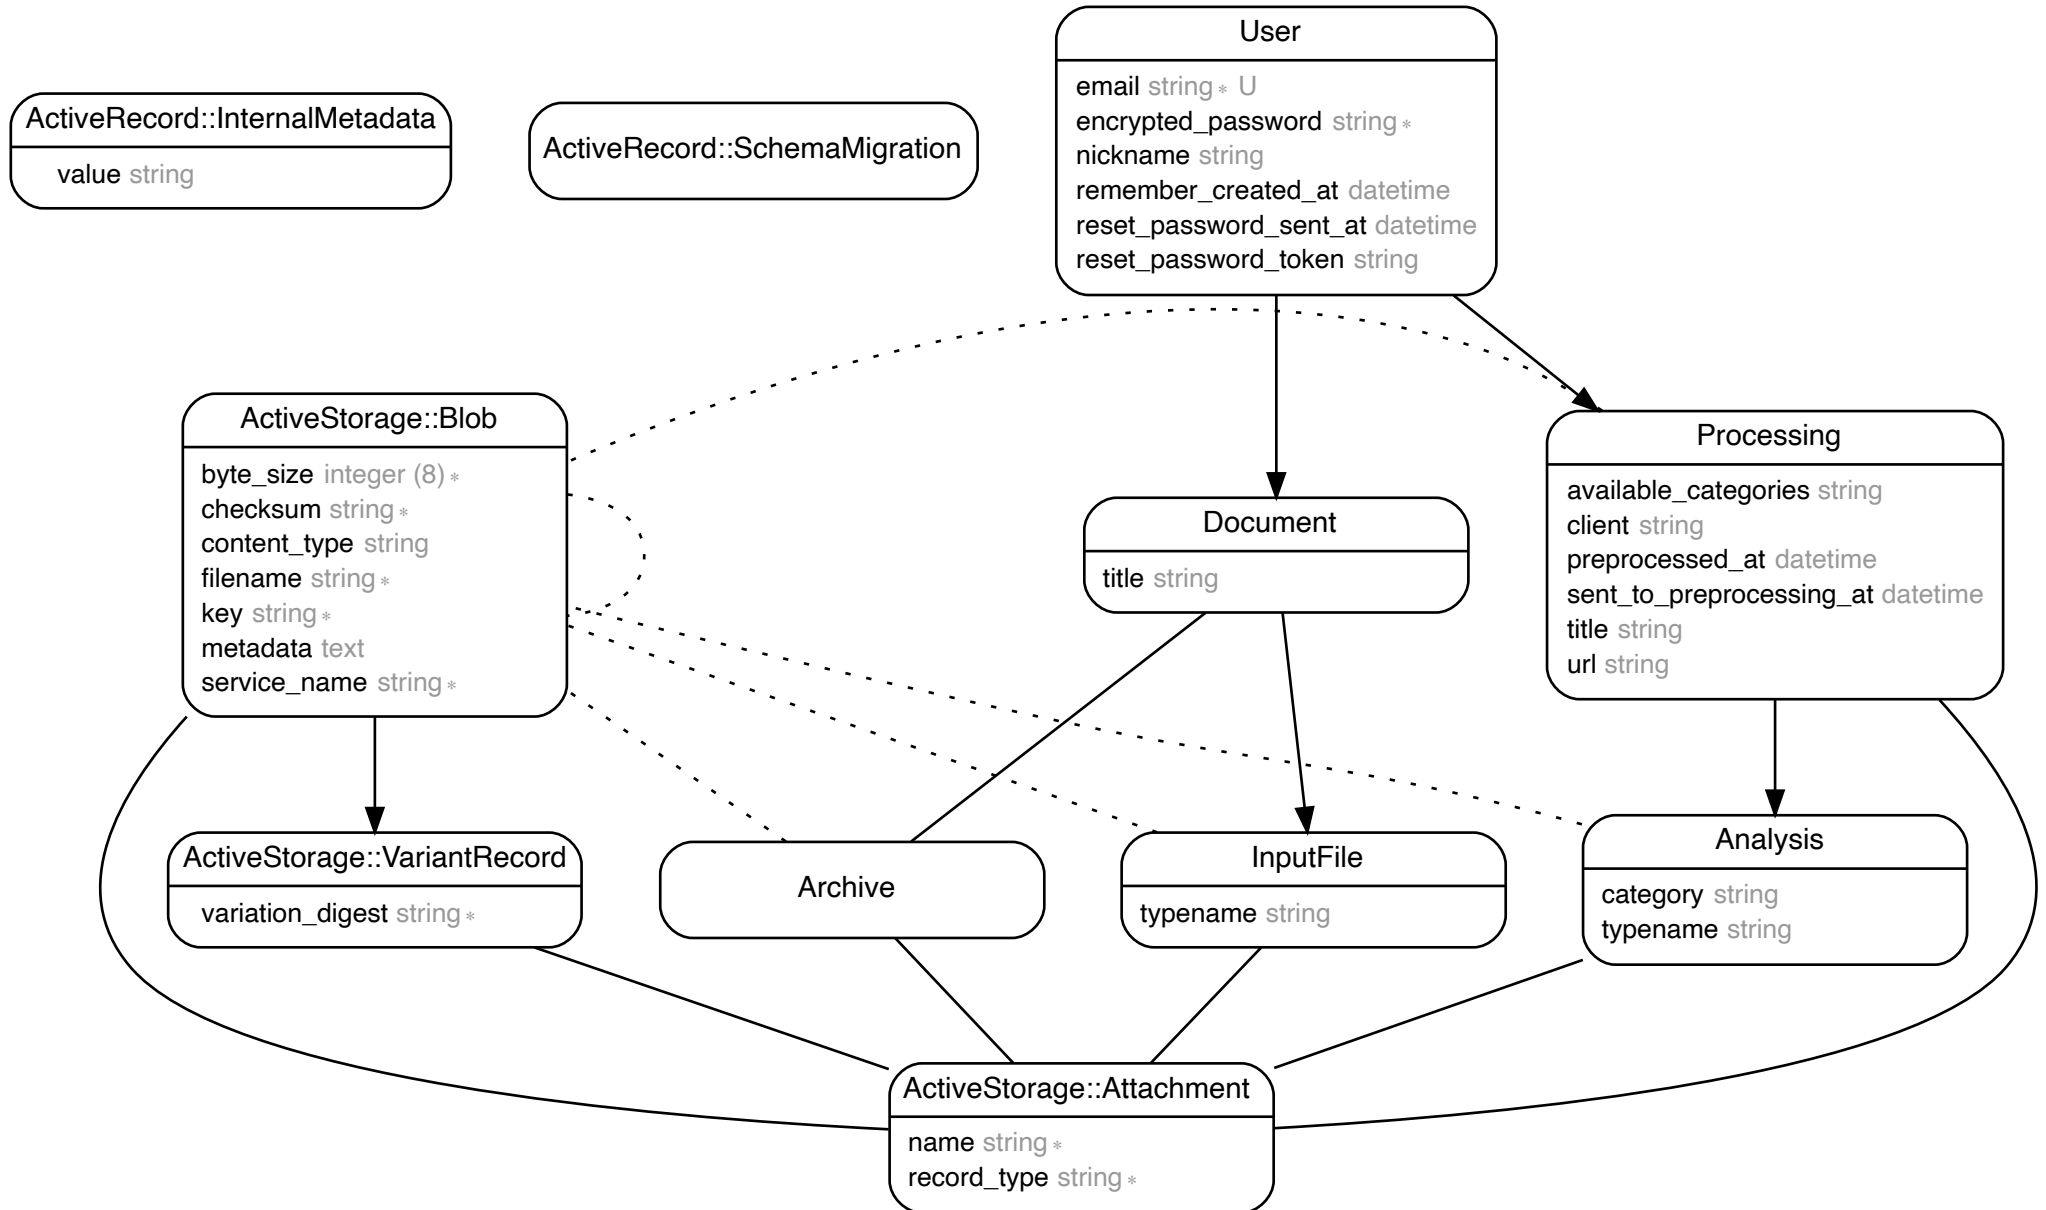 User
email string* U
encrypted_password string*
nickname string
remember_created_at datetime
reset_password_sent_at datetime
reset_password_token string
ActiveRecord::InternalMetadata
value string
ActiveRecord::SchemaMigration
ActiveStorage::Blob
byte_size integer (8)*
checksum string*
content_type string
filename string*
key string*
metadata text
service_name string*
Document
title string
Processing
available_categories string
client string
preprocessed_at datetime
sent_to_preprocessing_at datetime
title string
url string
ActiveStorage::VariantRecord
variation_digest string*
Archive
InputFile
typename string
Analysis
category string
typename string
ActiveStorage::Attachment
name string*
record_type string*